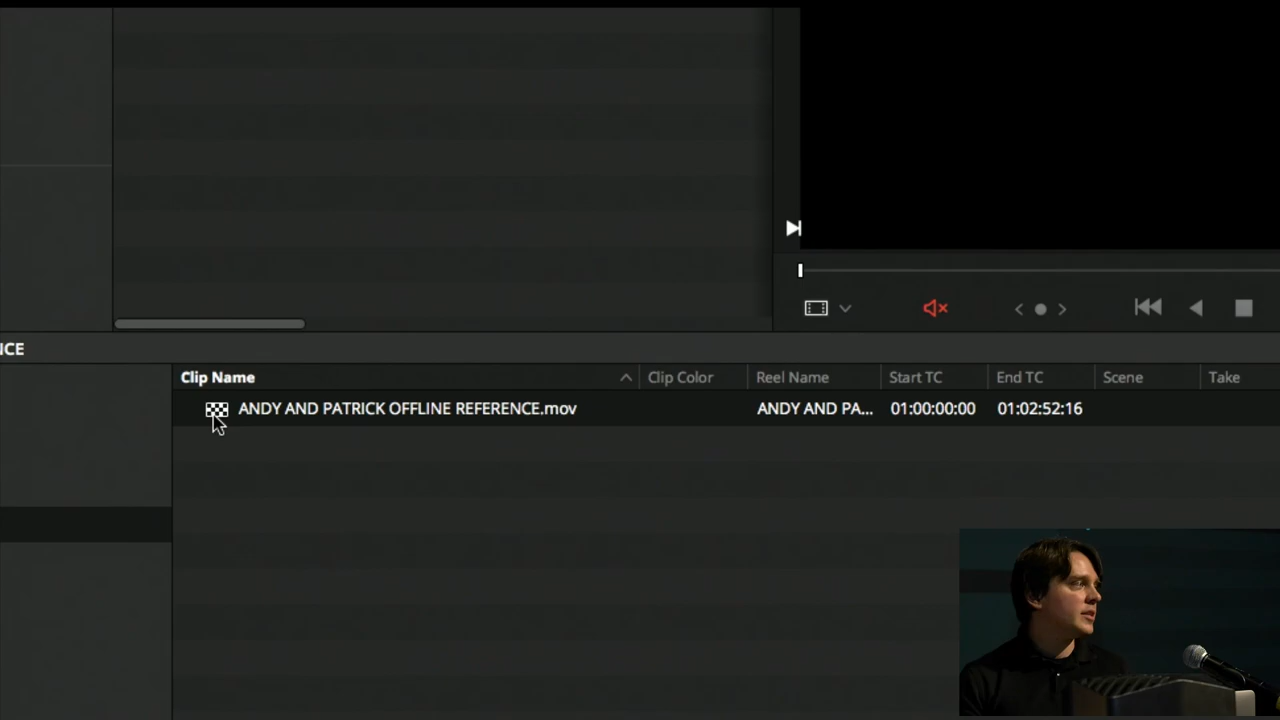 NCE
Clip Name Clip Color Reel Name Start TC End TC Scene Take
ANDY AND PATRICK OFFLINE REFERENCE.mov ANDY AND PA... 01:00:00:00 01:02:52:16